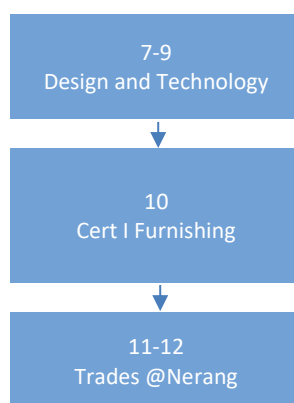 7-9
Design and Technology
10
Cert I Furnishing
11-12
Trades @Nerang